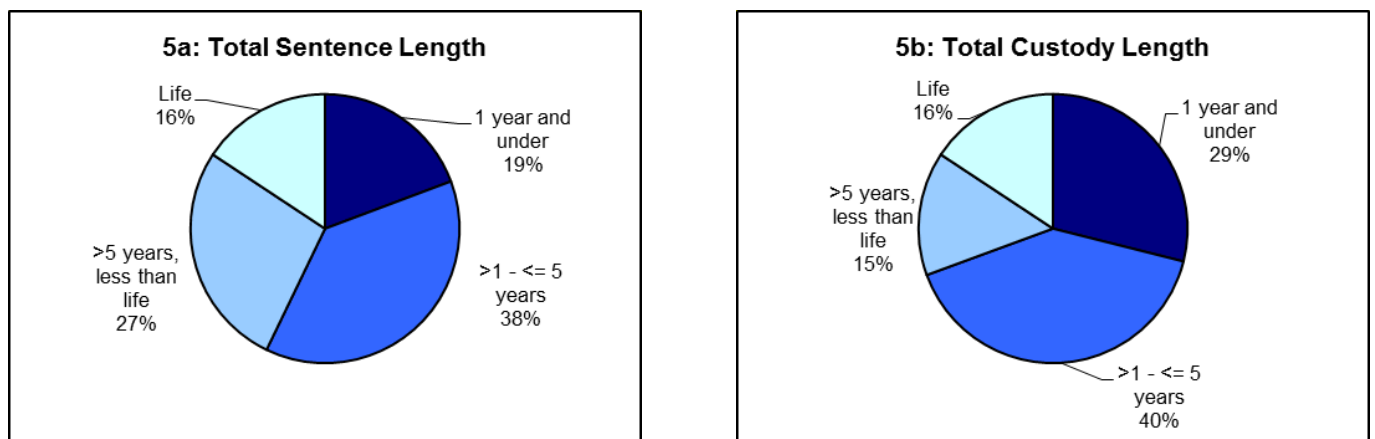 5a: Total Sentence Length
Life
16%
1 year and
under
19%
>5 years,
less than
life
27%
>1 - <= 5
years
38%
5b: Total Custody Length
Life
16%
1 year and
under
29%
>5 years,
less than
life
15%
>1 - <= 5
years
40%